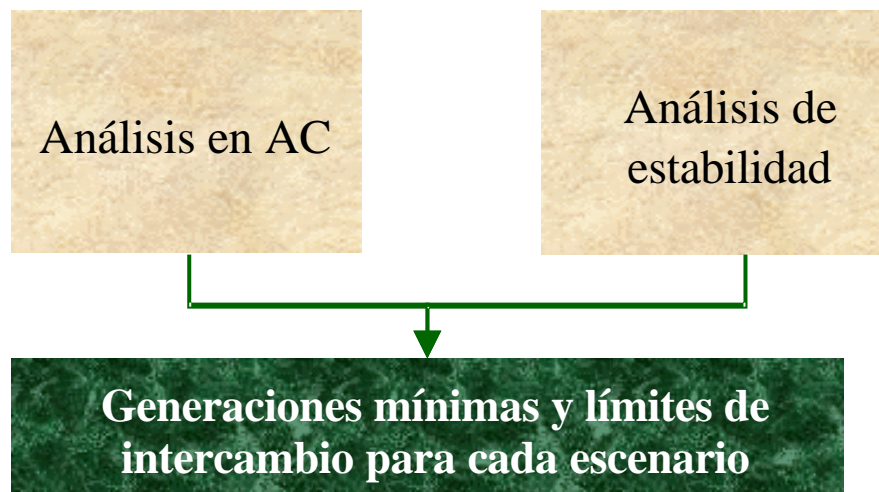 Análisis en AC
Análisis de
estabilidad
Generaciones mínimas y límites de
intercambio para cada escenario